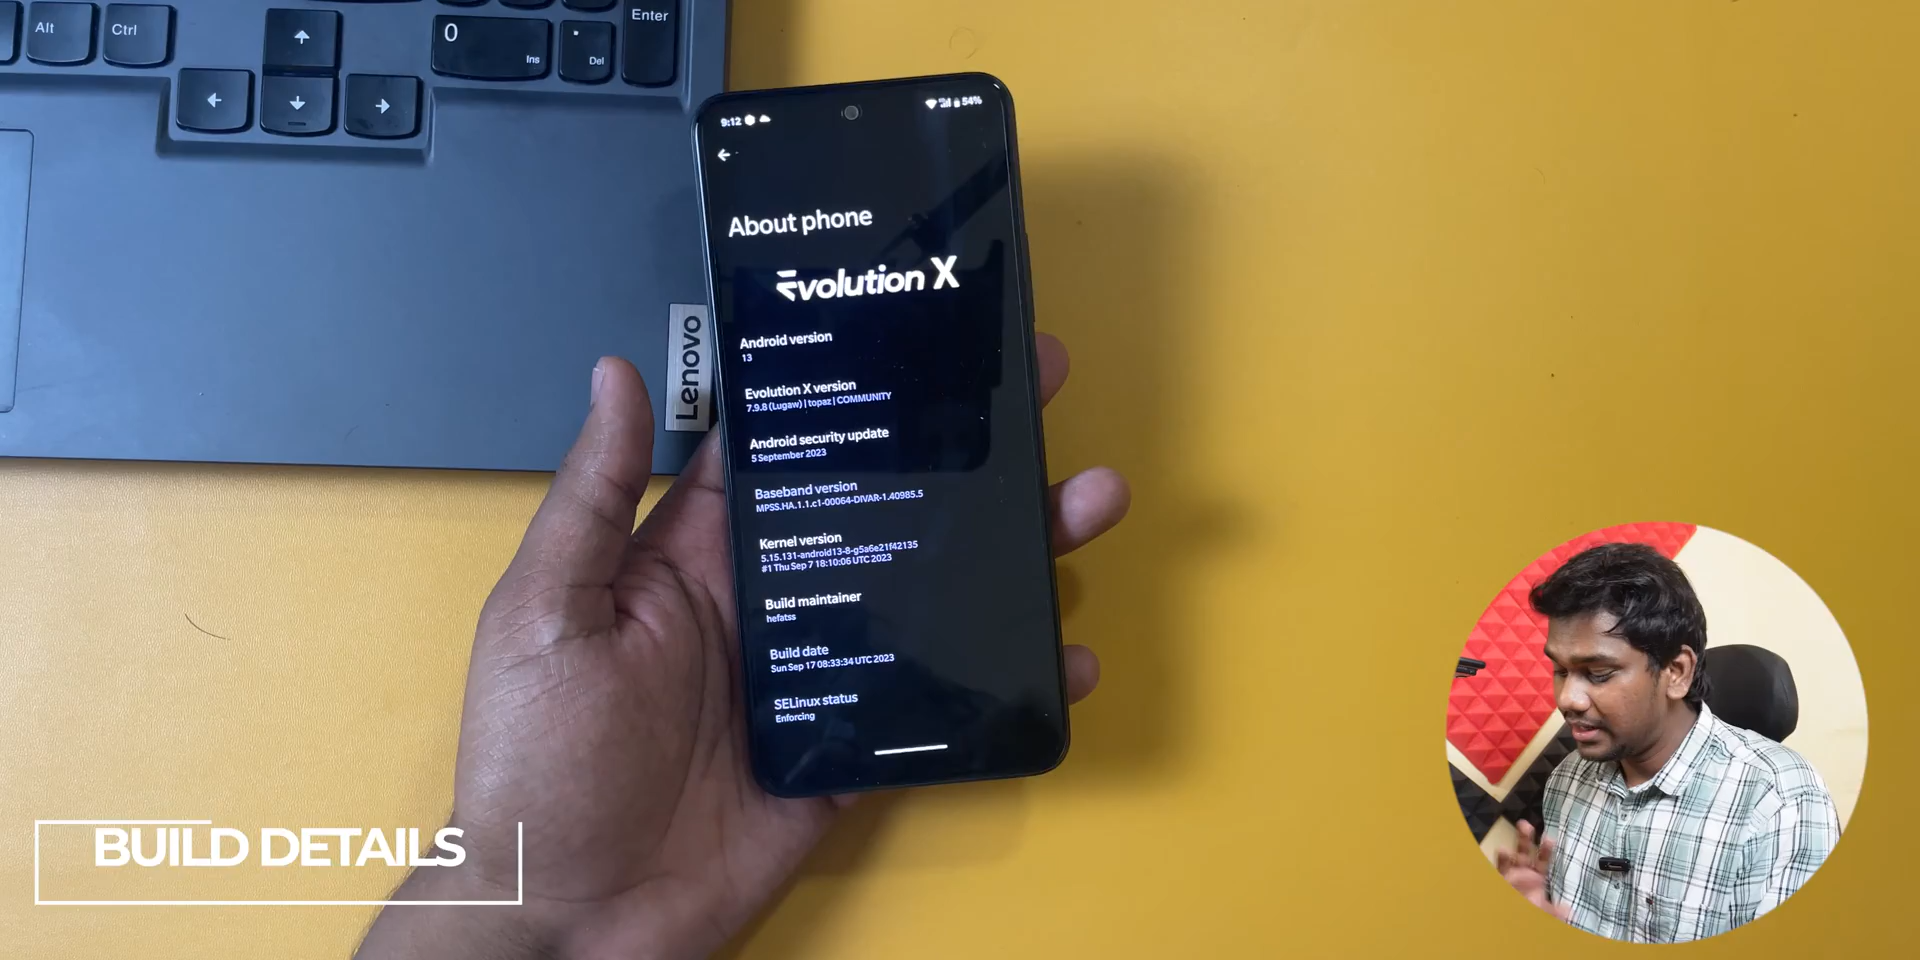 Alt
Ctrl
0
Ins
Del
Enter
Lenovo
9:12
54%
About phone
Evolution X
Android version
13
Evolution X version
7.9.8 (Lugaw) | topaz | COMMUNITY
Android security update
5 September 2023
Baseband version
MPSS.HA.1.1.c1-00064-DIVAR-1.40985.5
Kernel version
5.15.131-android13-8-g5a6e21f42135
#1 Thu Sep 7 18:10:06 UTC 2023
Build maintainer
hefatss
Build date
Sun Sep 17 08:33:34 UTC 2023
SELinux status
Enforcing
BUILD DETAILS